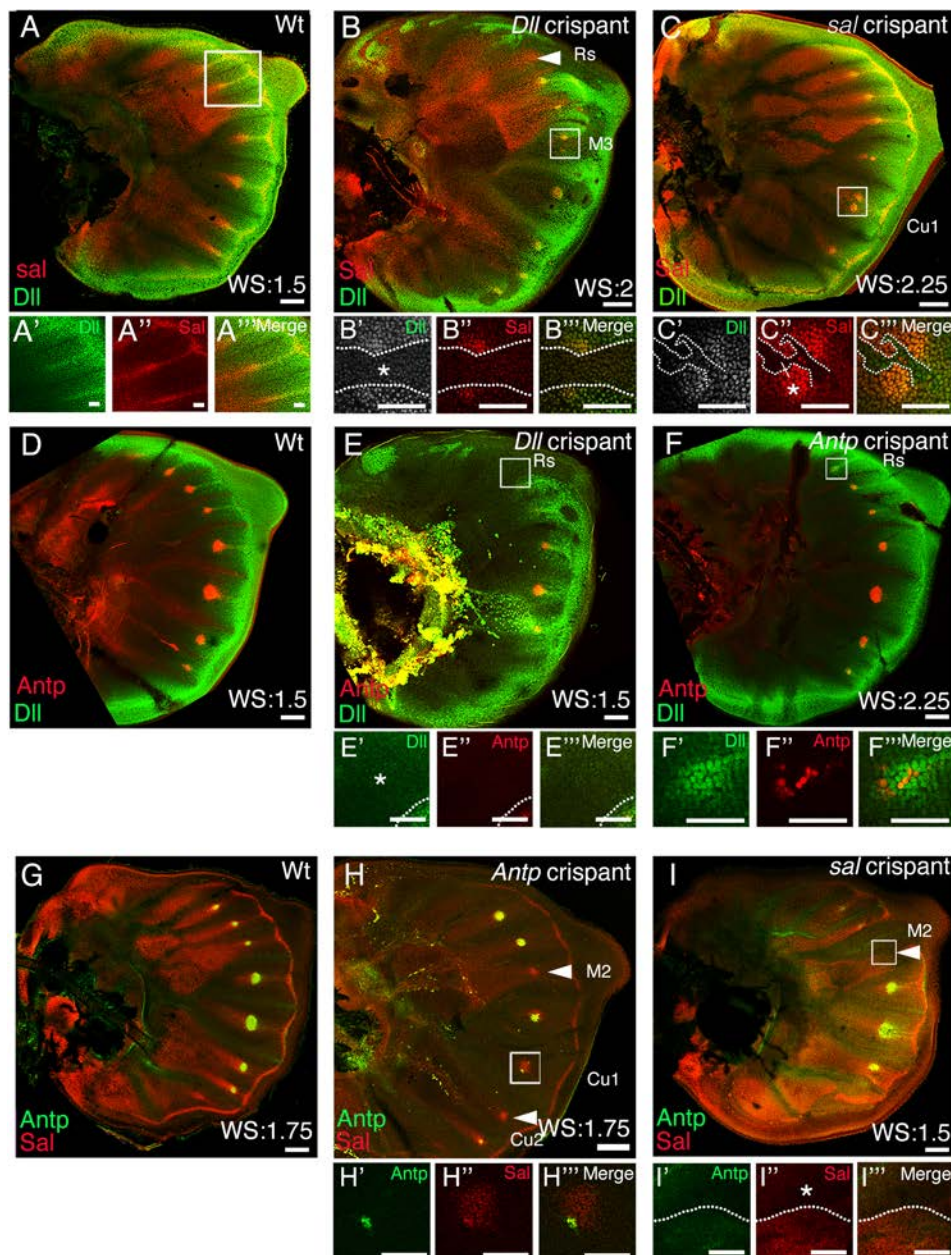 A Wt
sal
Dll
WS:1.5
B Dll crispant
Rs
M3
Sal
Dll
WS:2
C sal crispant
Cu1
Sal
Dll
WS:2.25
A' Dll A'' Sal A''' Merge
B' Dll B'' Sal B''' Merge
*
C' Dll C'' Sal C''' Merge
*
D Wt
Antp
Dll
WS:1.5
E Dll crispant
Rs
Antp
Dll
WS:1.5
F Antp crispant
Rs
Antp
Dll
WS:2.25
E' Dll E'' Antp E''' Merge
*
F' Dll F'' Antp F''' Merge
G Wt
Antp
Sal
WS:1.75
H Antp crispant
M2
Cu1
Antp
Sal
Cu2
WS:1.75
I sal crispant
M2
Antp
Sal
WS:1.5
H' Antp H'' Sal H''' Merge
I' Antp I'' Sal I''' Merge
*